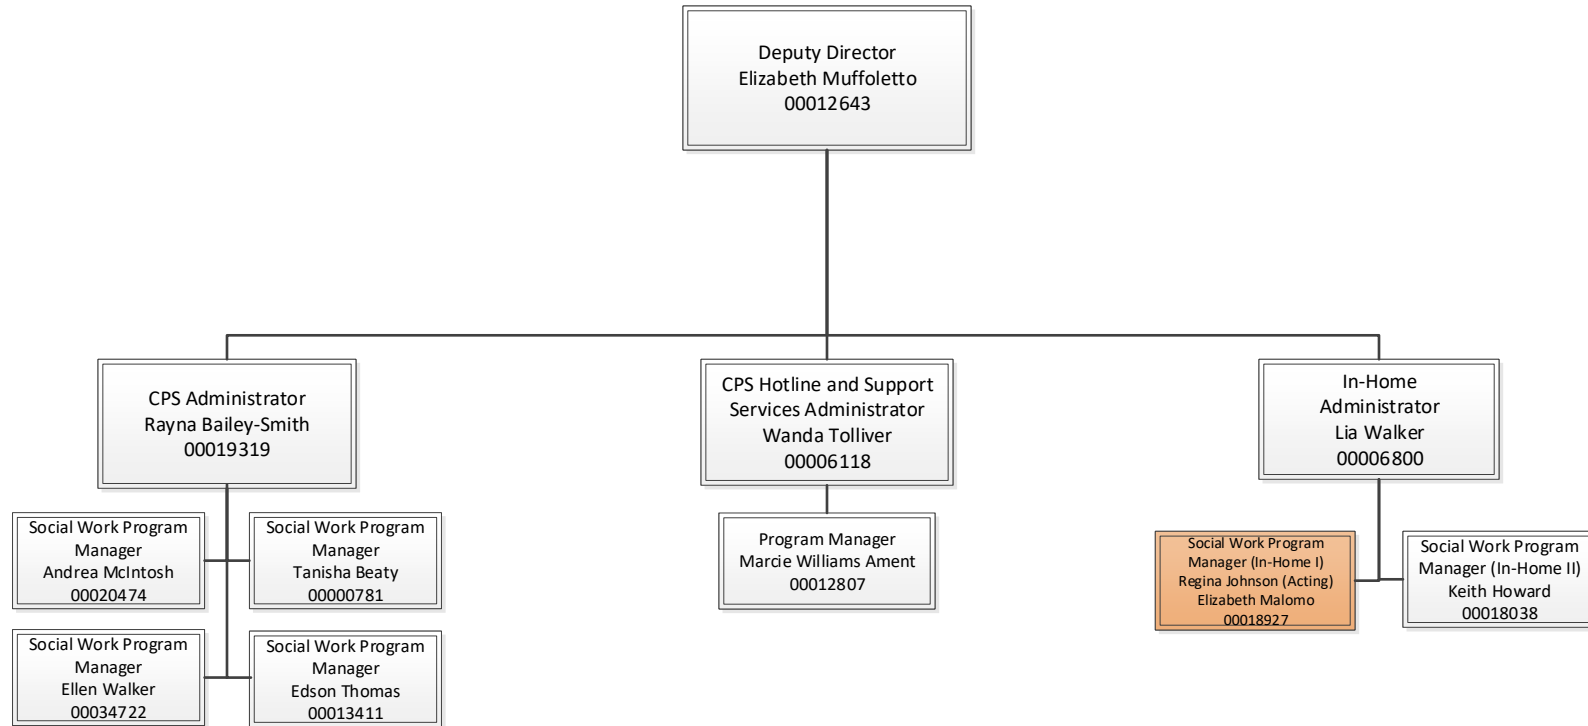 Deputy Director
Elizabeth Muffoletto
00012643
CPS Administrator
Rayna Bailey-Smith
00019319
CPS Hotline and Support
Services Administrator
Wanda Tolliver
00006118
In-Home
Administrator
Lia Walker
00006800
Social Work Program
Manager
Andrea McIntosh
00020474
Social Work Program
Manager
Tanisha Beaty
00000781
Social Work Program
Manager
Ellen Walker
00034722
Social Work Program
Manager
Edson Thomas
00013411
Program Manager
Marcie Williams Ament
00012807
Social Work Program
Manager (In-Home I)
Regina Johnson (Acting)
Elizabeth Malomo
00018927
Social Work Program
Manager (In-Home II)
Keith Howard
00018038